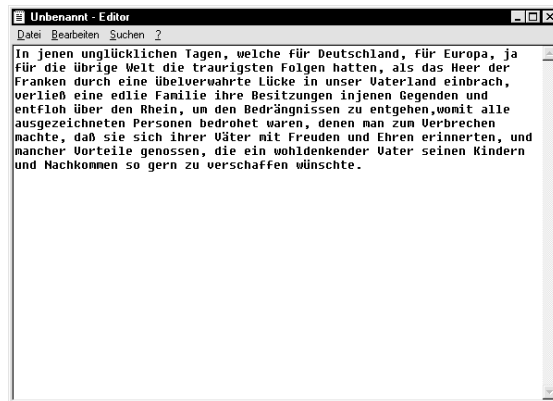 Unbenannt - Editor
Datei Bearbeiten Suchen ?
In jenen unglücklichen Tagen, welche für Deutschland, für Europa, ja
für die übrige Welt die traurigsten Folgen hatten, als das Heer der
Franken durch eine übelverwahrte Lücke in unser Vaterland einbrach,
verließ eine edlie Familie ihre Besitzungen injenen Gegenden und
entfloh über den Rhein, um den Bedrängnissen zu entgehen,womit alle
ausgezeichneten Personen bedrohet waren, denen man zum Verbrechen
machte, daß sie sich ihrer Väter mit Freuden und Ehren erinnerten, und
mancher Vorteile genossen, die ein wohldenkender Vater seinen Kindern
und Nachkommen so gern zu verschaffen wünschte.